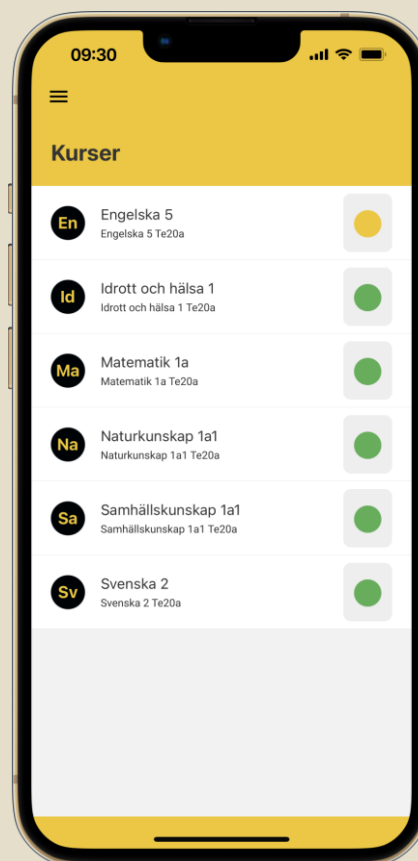 09:30
Kurser
En
Engelska 5
Engelska 5 Te20a
Id
Idrott och hälsa 1
Idrott och hälsa 1 Te20a
Ma
Matematik 1a
Matematik 1a Te20a
Na
Naturkunskap 1a1
Naturkunskap 1a1 Te20a
Sa
Samhällskunskap 1a1
Samhällskunskap 1a1 Te20a
Sv
Svenska 2
Svenska 2 Te20a